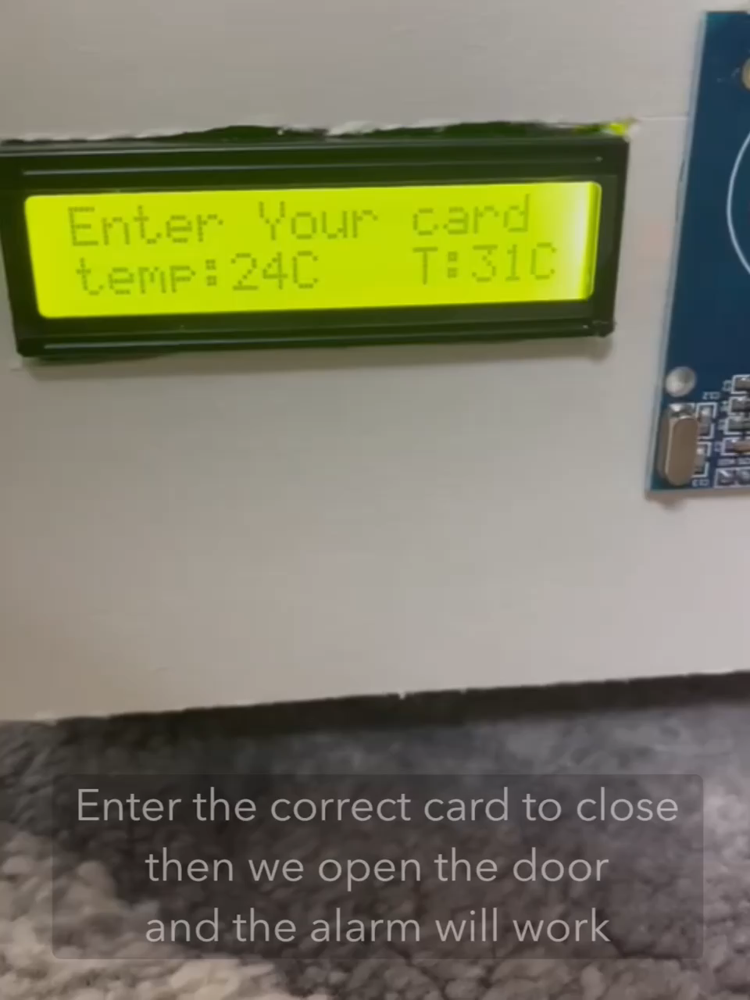 Enter Your card
temp:24C T:31C
Enter the correct card to close
then we open the door
and the alarm will work